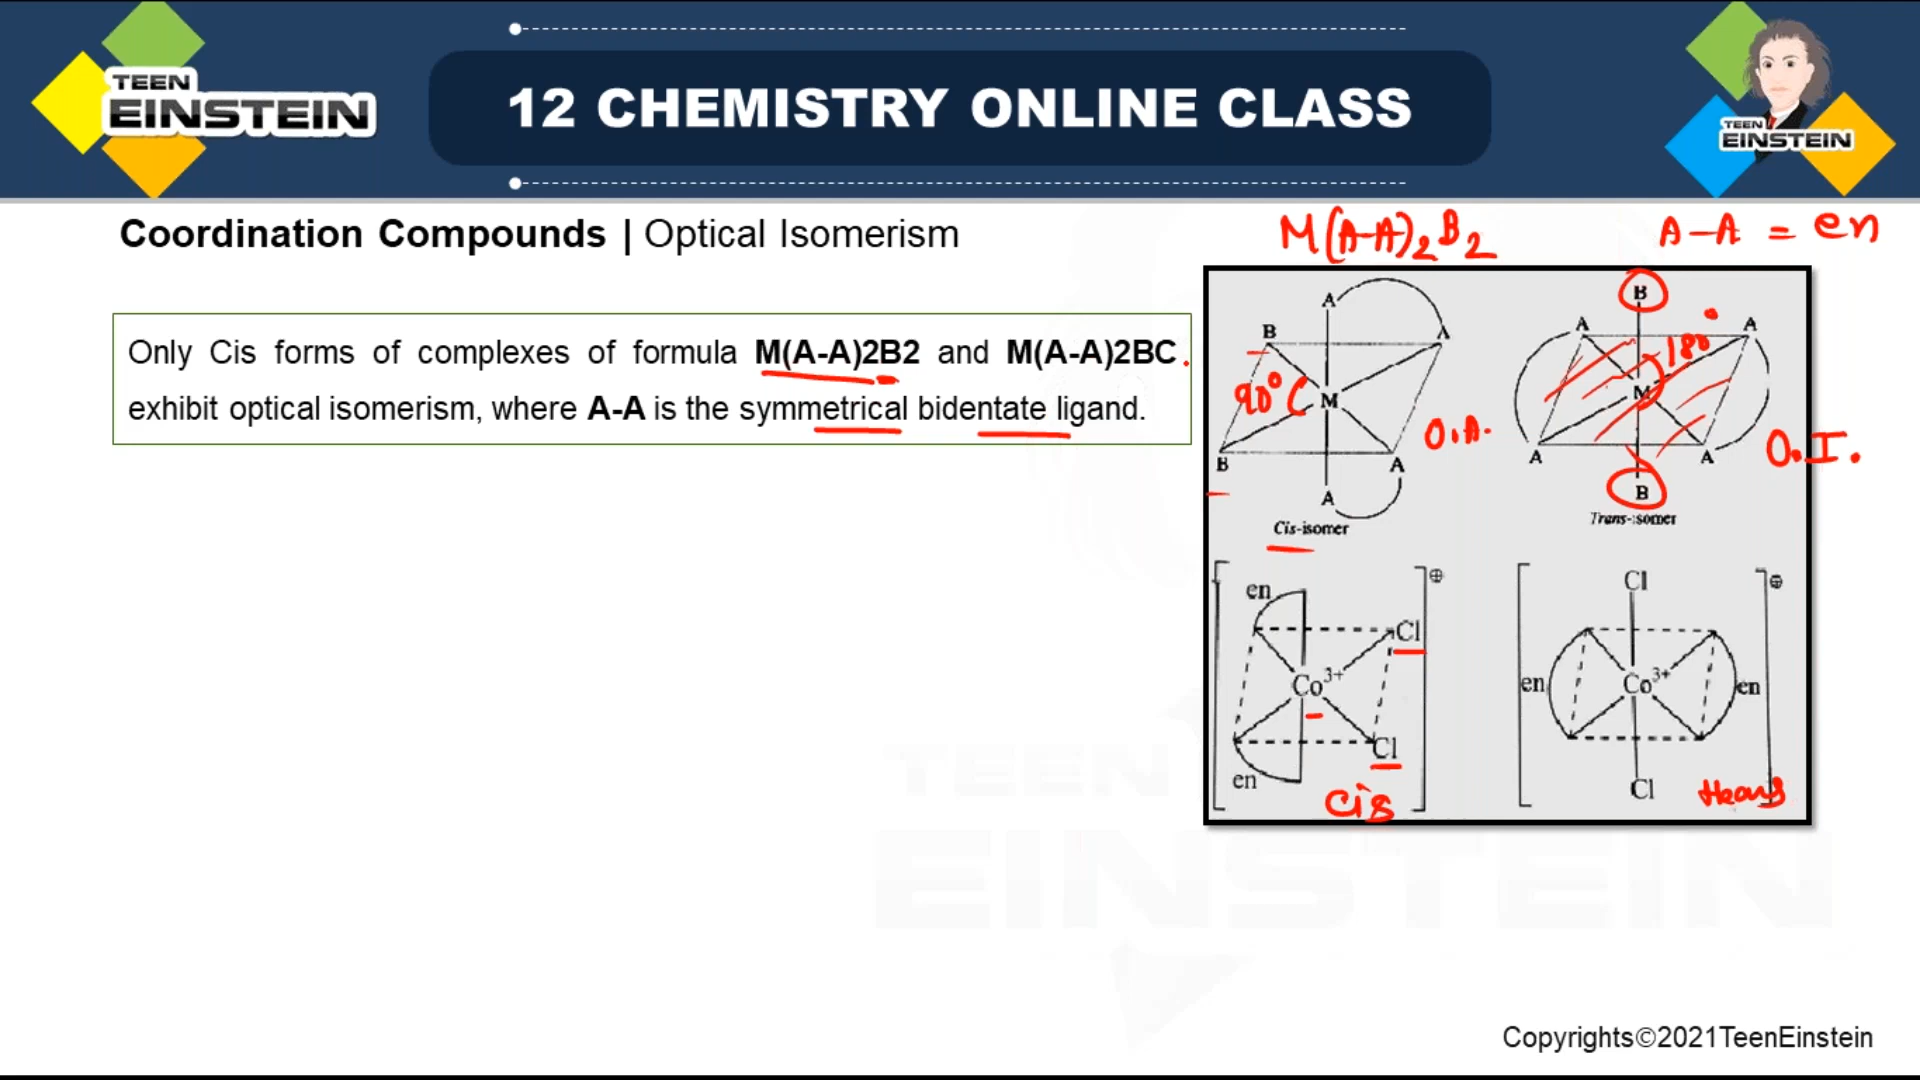 TEEN
EINSTEIN
12 CHEMISTRY ONLINE CLASS
TEEN
EINSTEIN
Coordination Compounds | Optical Isomerism
M(A-A)2B2
A-A = en
Only Cis forms of complexes of formula M(A-A)2B2 and M(A-A)2BC
exhibit optical isomerism, where A-A is the symmetrical bidentate ligand.
A
B A
90°
M
O.A.
B A
A
Cis-isomer
B
A A
180°
M
O.I.
A A
B
Trans-isomer
en
Cl
Co3+
Cl
en
cis
⊕
Cl
en Co3+ en
Cl
trans
⊕
TEEN
EINSTEIN
Copyrights©2021TeenEinstein